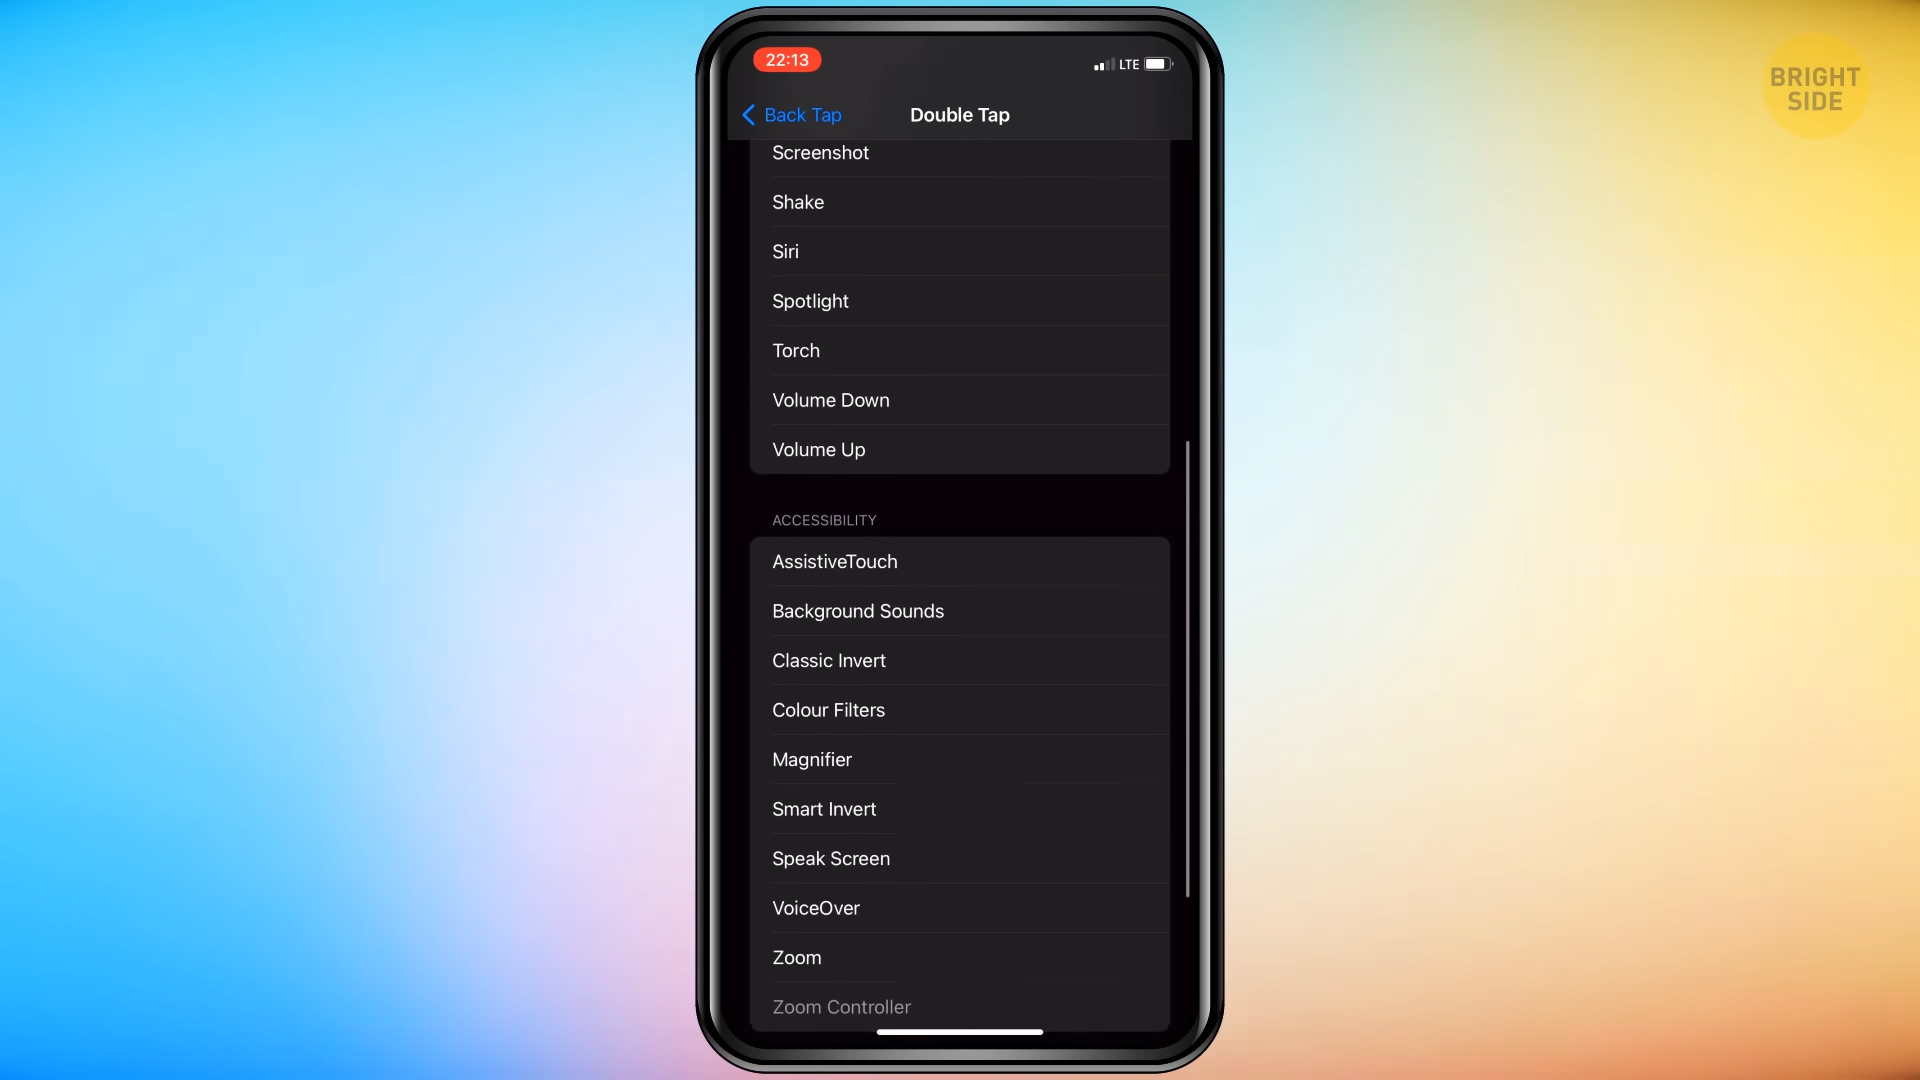 22:13
LTE
Back Tap
Double Tap
Screenshot
Shake
Siri
Spotlight
Torch
Volume Down
Volume Up
ACCESSIBILITY
AssistiveTouch
Background Sounds
Classic Invert
Colour Filters
Magnifier
Smart Invert
Speak Screen
VoiceOver
Zoom
Zoom Controller
BRIGHT
SIDE